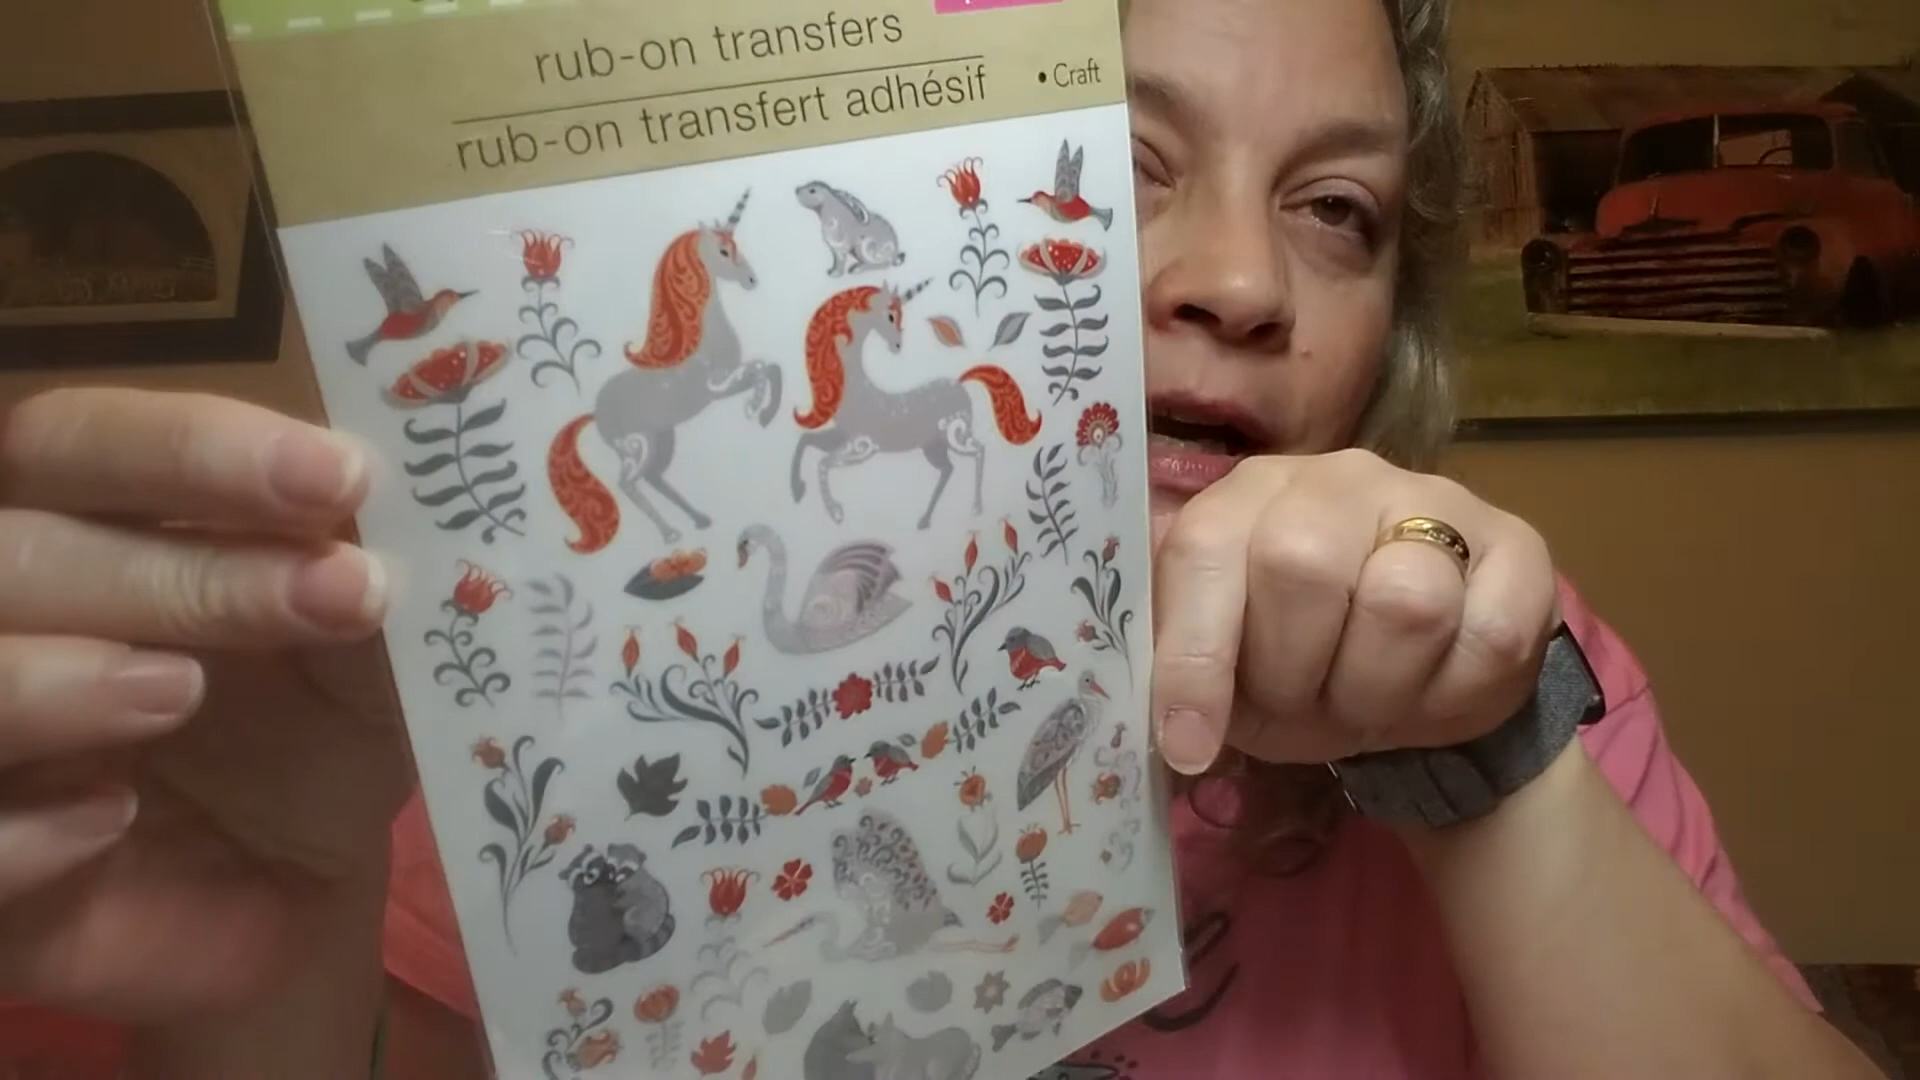 rub-on transfers
rub-on transfert adhésif
• Craft